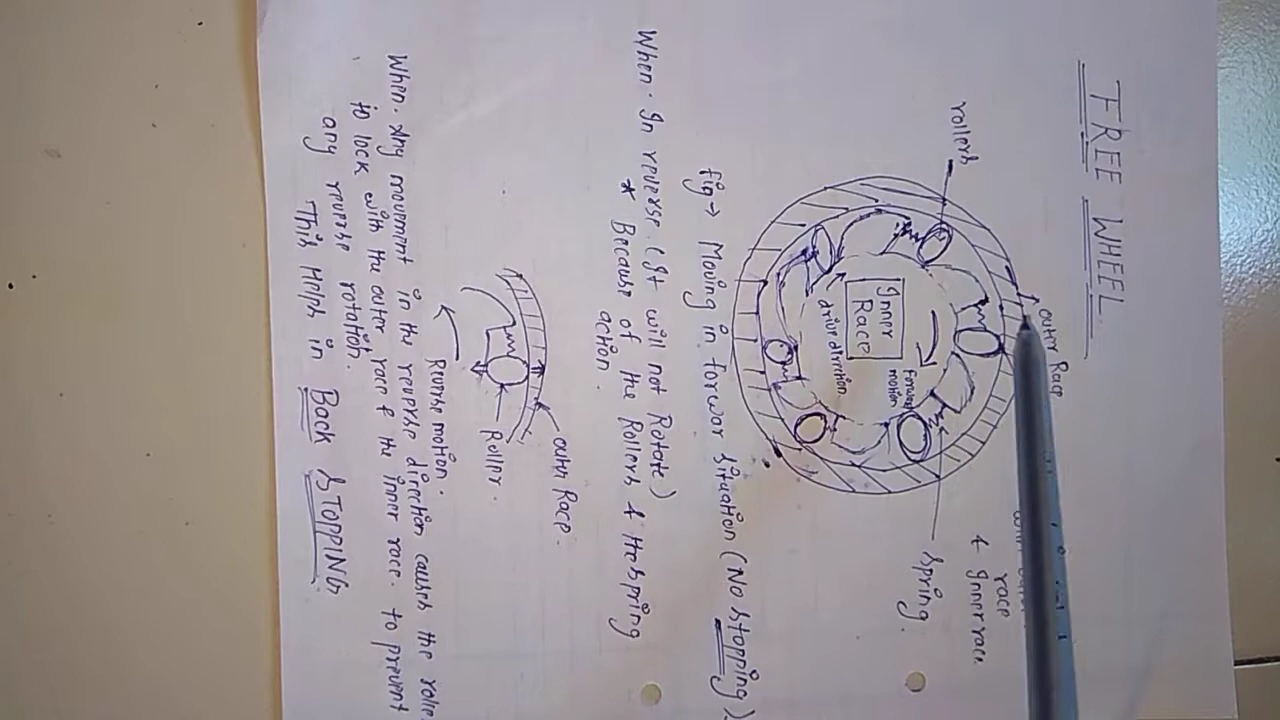 FREE WHEEL.
outer Race
rollers
race
& Inner race
Spring.
Inner
Race
forward
motion
drive direction.
fig → Moving in forwar situation (No stopping).
When. In reverse. (It will not Rotate)
* Because of the Rollers & the spring
action.
outer Race.
Roller.
Reverse motion.
When. Any movement in the reverse direction causes the roller
to lock with the outer race & the inner race. to prevent
any reverse rotation.
This Helps in Back STOPPING